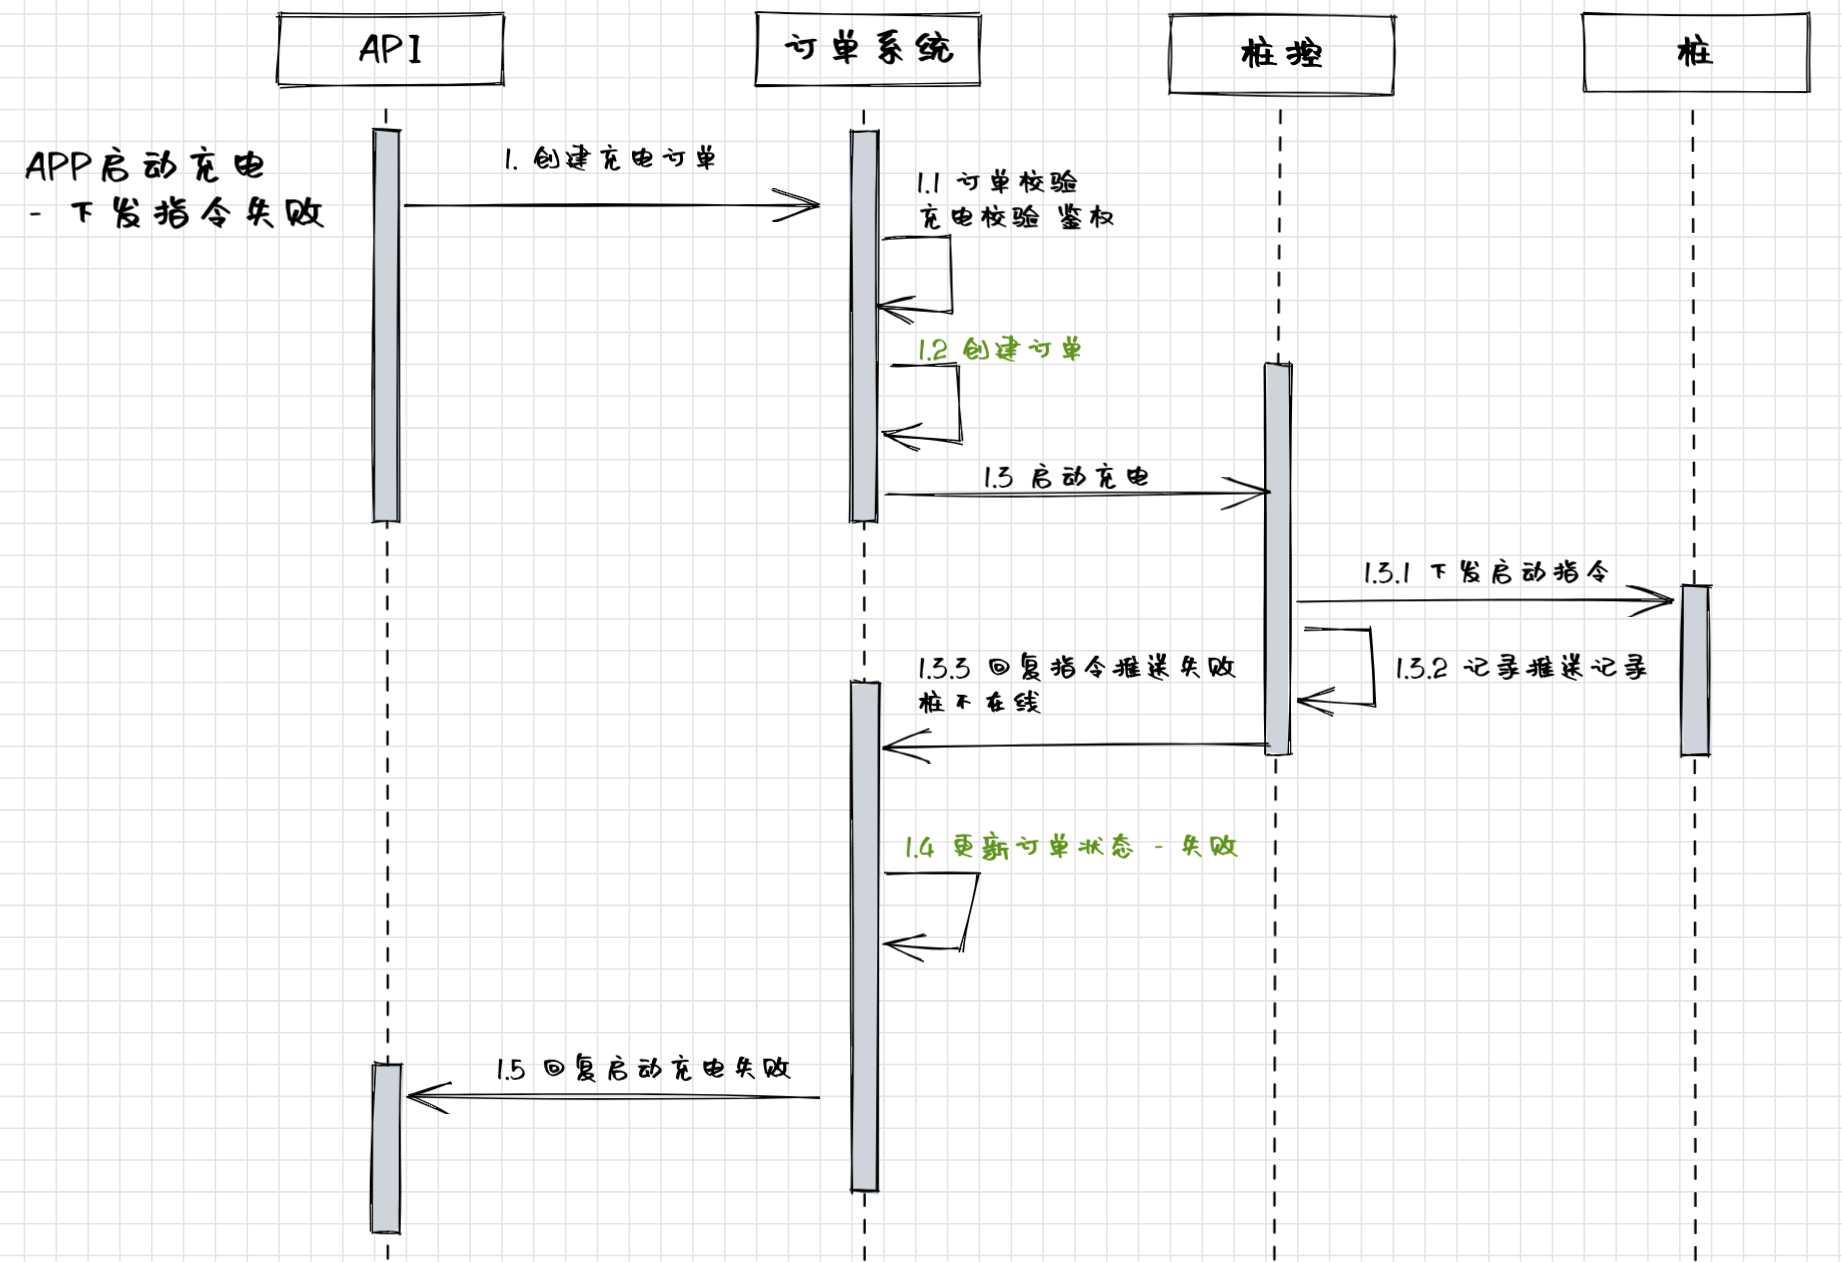 API
订单系统
桩控
桩
APP启动充电
- 下发指令失败
1. 创建充电订单
1.1 订单校验
充电校验 鉴权
1.2 创建订单
1.3 启动充电
1.3.1 下发启动指令
1.3.2 记录推送记录
1.3.3 回复指令推送失败
桩不在线
1.4 更新订单状态 - 失败
1.5 回复启动充电失败